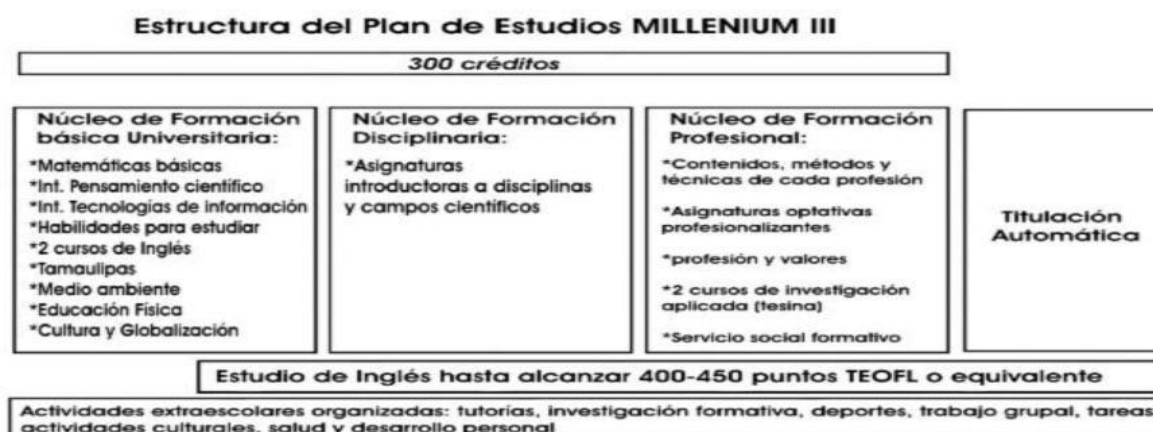 Estructura del Plan de Estudios MILLENIUM III
300 créditos
Núcleo de Formación
básica Universitaria:
*Matemáticas básicas
*Int. Pensamiento científico
*Int. Tecnologías de información
*Habilidades para estudiar
*2 cursos de Inglés
*Tamaulipas
*Medio ambiente
*Educación Física
*Cultura y Globalización
Núcleo de Formación
Disciplinaria:
*Asignaturas
introductoras a disciplinas
y campos científicos
Núcleo de Formación
Profesional:
*Contenidos, métodos y
técnicas de cada profesión
*Asignaturas optativas
profesionalizantes
*profesión y valores
*2 cursos de investigación
aplicada (tesina)
*Servicio social formativo
Titulación
Automática
Estudio de Inglés hasta alcanzar 400-450 puntos TEOFL o equivalente
Actividades extraescolares organizadas: tutorías, investigación formativa, deportes, trabajo grupal, tareas
actividades culturales, salud y desarrollo personal